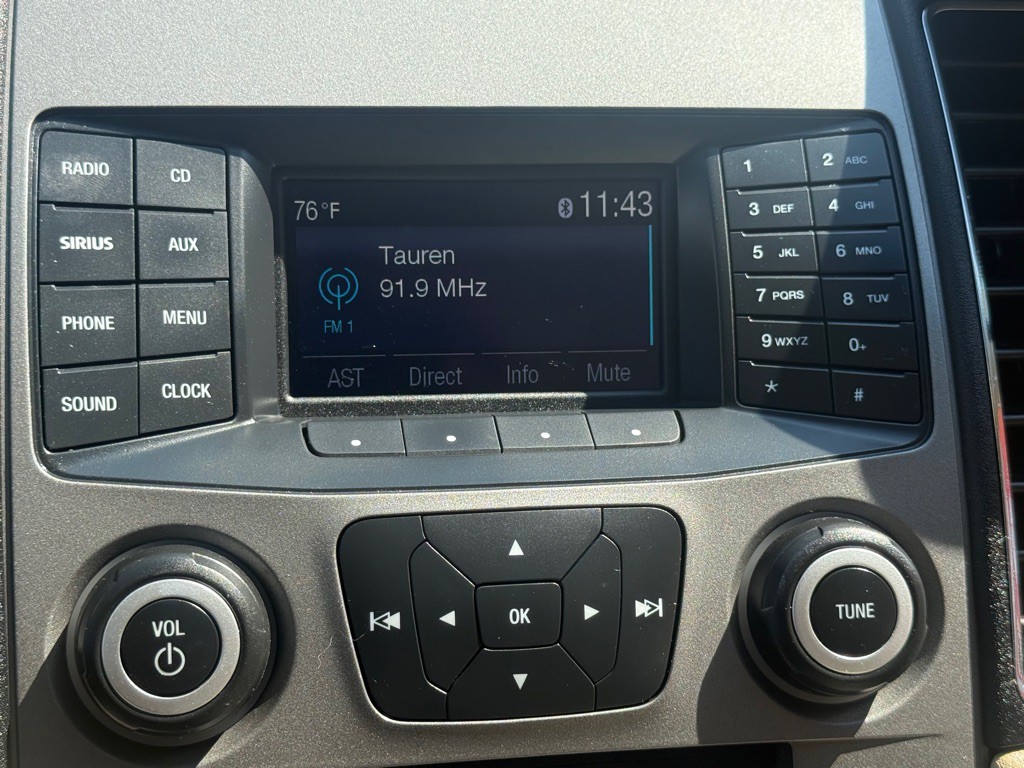 RADIO
CD
SIRIUS
AUX
PHONE
MENU
SOUND
CLOCK
76°F
11:43
Tauren
91.9 MHz
FM 1
AST
Direct
Info
Mute
1
2 ABC
3 DEF
4 GHI
5 JKL
6 MNO
7 PQRS
8 TUV
9 WXYZ
0+
*
#
VOL
OK
TUNE